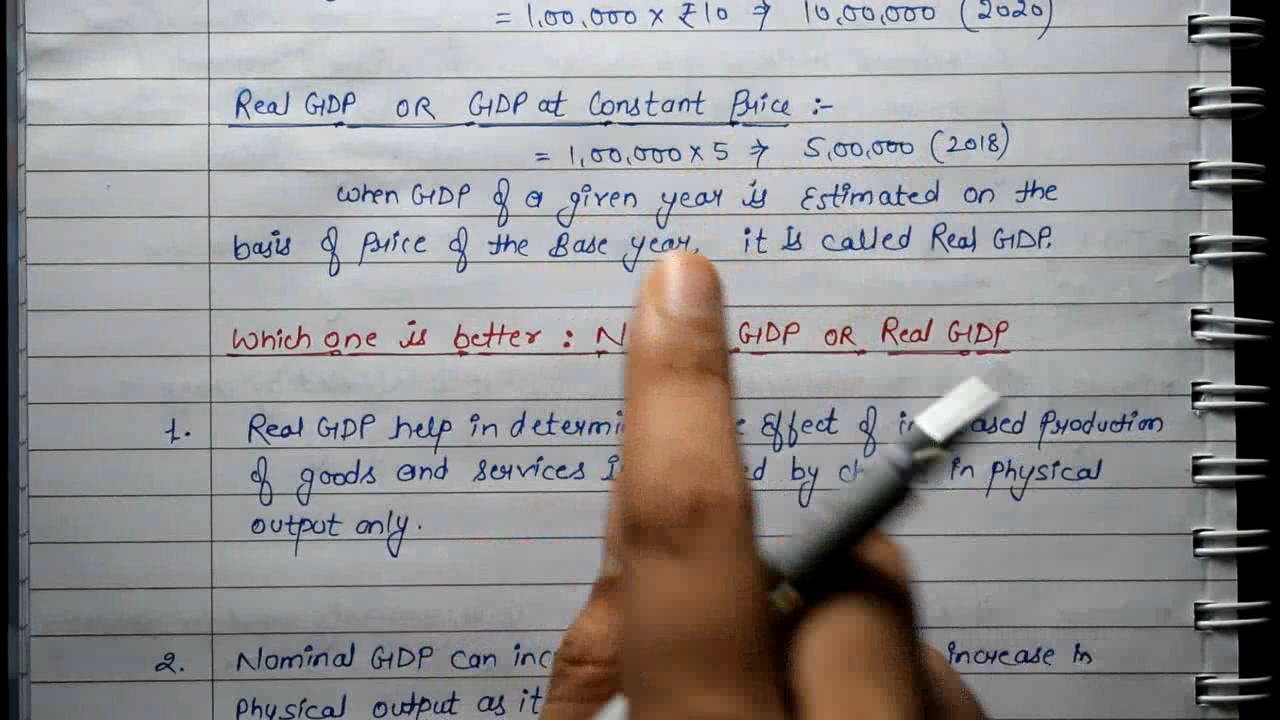 = 1,00,000 × ₹10 ⇒ 10,00,000 (2020)
Real GDP OR GDP at Constant Price :-
= 1,00,000 × 5 ⇒ 5,00,000 (2018)
when GDP of a given year is Estimated on the
basis of price of the Base year, it is called Real GDP.
Which one is better : GDP OR Real GDP
1. Real GDP help in Effect of production
of goods and services by in physical
output only.
2. Nominal GDP can increase in
physical output as it